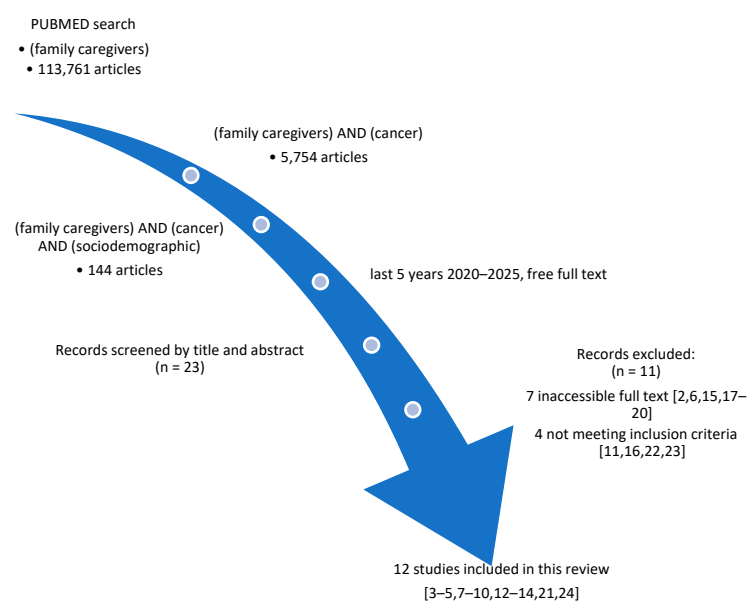 PUBMED search
• (family caregivers)
• 113,761 articles
(family caregivers) AND (cancer)
• 5,754 articles
(family caregivers) AND (cancer)
AND (sociodemographic)
• 144 articles
last 5 years 2020–2025, free full text
Records screened by title and abstract
(n = 23)
Records excluded:
(n = 11)
7 inaccessible full text [2,6,15,17–
20]
4 not meeting inclusion criteria
[11,16,22,23]
12 studies included in this review
[3–5,7–10,12–14,21,24]